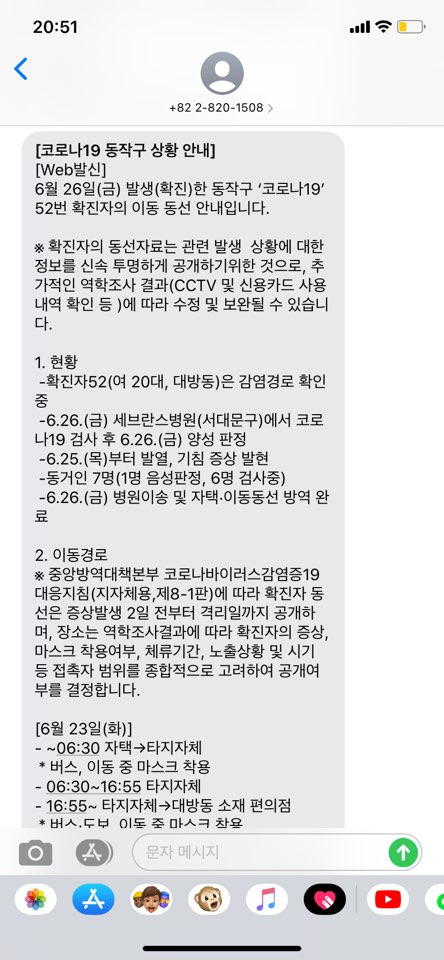 20:51
+82 2-820-1508
[코로나19 동작구 상황 안내]
[Web발신]
6월 26일(금) 발생(확진)한 동작구 ‘코로나19’
52번 확진자의 이동 동선 안내입니다.
※ 확진자의 동선자료는 관련 발생 상황에 대한
정보를 신속 투명하게 공개하기위한 것으로, 추
가적인 역학조사 결과(CCTV 및 신용카드 사용
내역 확인 등 )에 따라 수정 및 보완될 수 있습니
다.
1. 현황
-확진자52(여 20대, 대방동)은 감염경로 확인
중
-6.26.(금) 세브란스병원(서대문구)에서 코로
나19 검사 후 6.26.(금) 양성 판정
-6.25.(목)부터 발열, 기침 증상 발현
-동거인 7명(1명 음성판정, 6명 검사중)
-6.26.(금) 병원이송 및 자택·이동동선 방역 완
료
2. 이동경로
※ 중앙방역대책본부 코로나바이러스감염증19
대응지침(지자체용,제8-1판)에 따라 확진자 동
선은 증상발생 2일 전부터 격리일까지 공개하
며, 장소는 역학조사결과에 따라 확진자의 증상,
마스크 착용여부, 체류기간, 노출상황 및 시기
등 접촉자 범위를 종합적으로 고려하여 공개여
부를 결정합니다.
[6월 23일(화)]
- ~06:30 자택→타지자체
* 버스, 이동 중 마스크 착용
- 06:30~16:55 타지자체
- 16:55~ 타지자체→대방동 소재 편의점
* 버스·도보, 이동 중 마스크 착용
문자 메시지